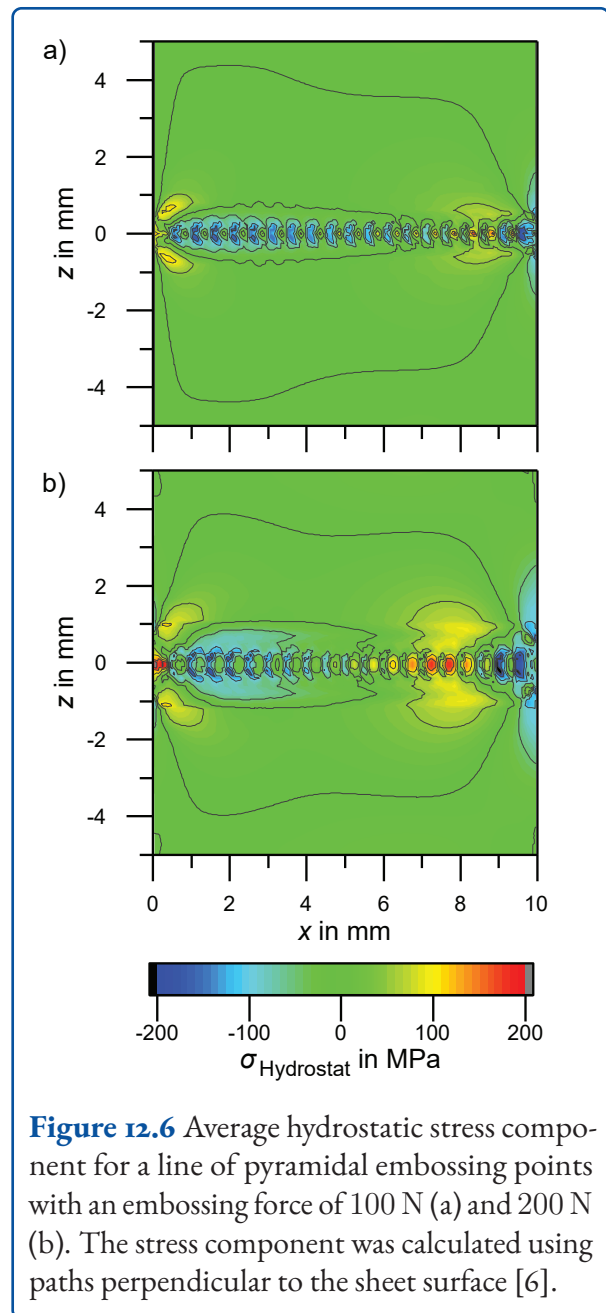 a)
4
2
0
-2
-4
z in mm
b)
4
2
0
-2
-4
z in mm
0 2 4 6 8 10
x in mm
-200 -100 0 100 200
σHydrostat in MPa
Figure 12.6 Average hydrostatic stress compo-
nent for a line of pyramidal embossing points
with an embossing force of 100 N (a) and 200 N
(b). The stress component was calculated using
paths perpendicular to the sheet surface [6].